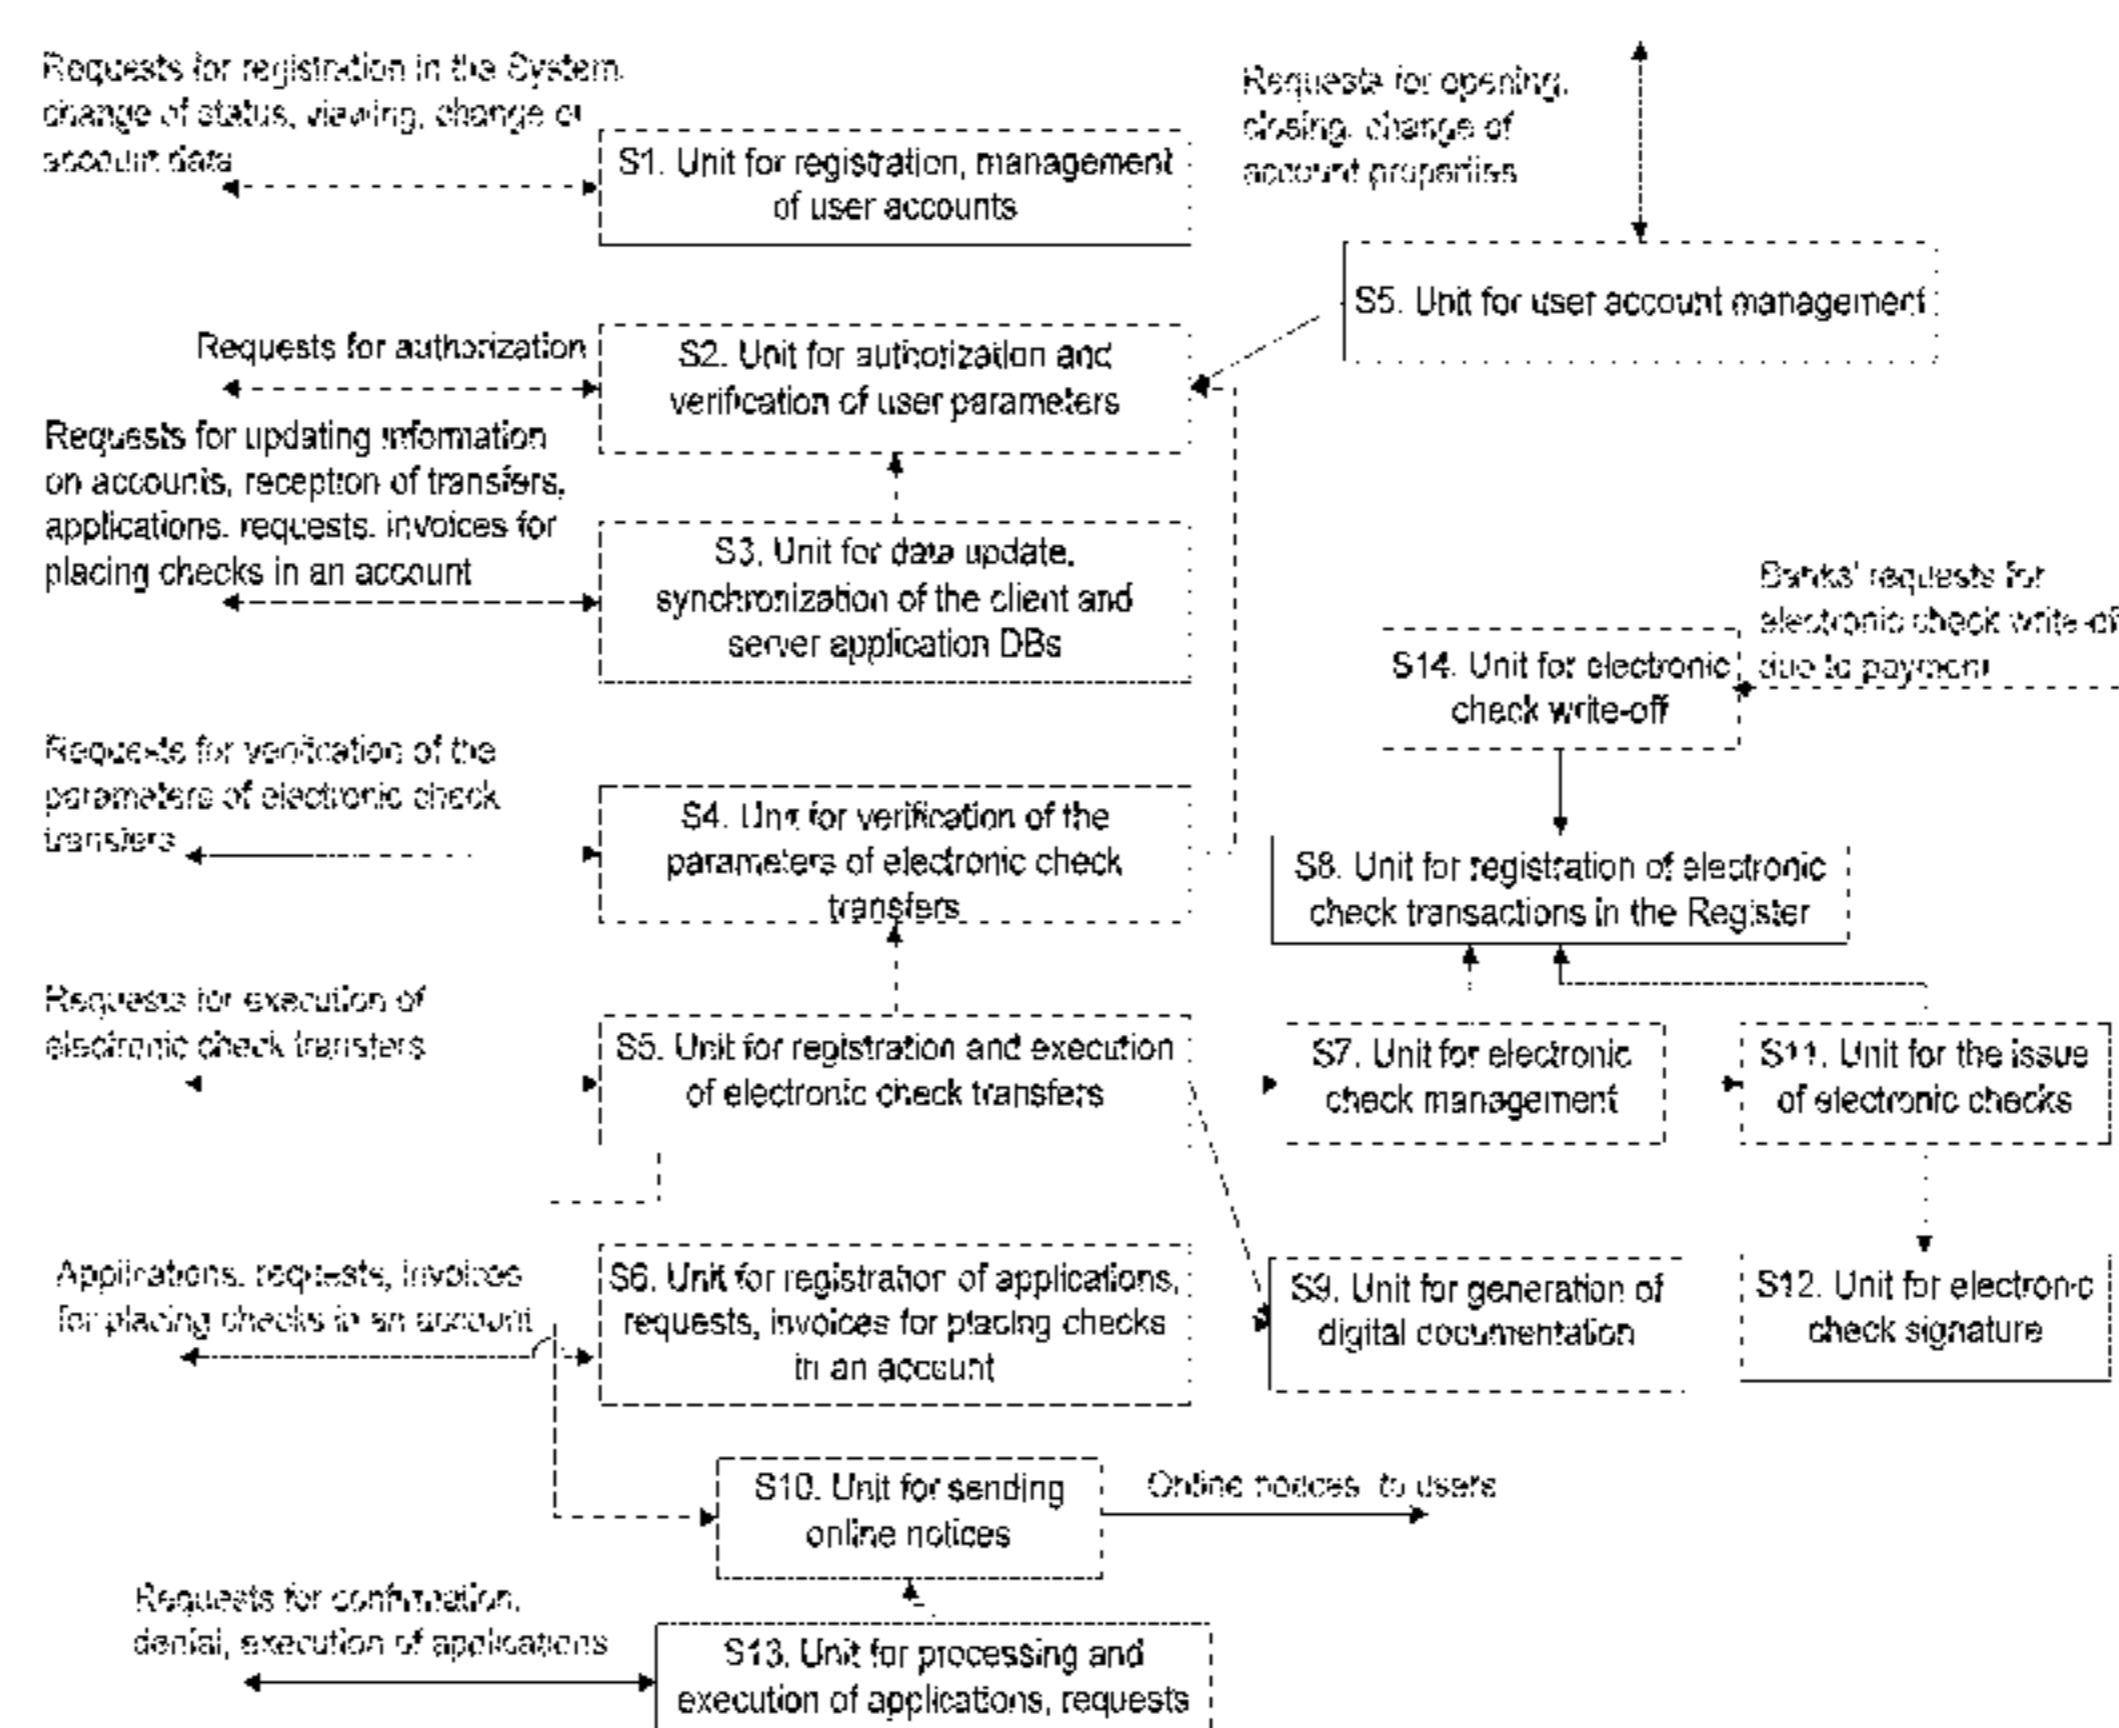 Requests for registration in the System,
change of status, viewing, change of
account data
S1. Unit for registration, management
of user accounts
Requests for opening,
closing, change of
account properties
S5. Unit for user account management
Requests for authorization
S2. Unit for authorization and
verification of user parameters
Requests for updating information
on accounts, reception of transfers,
applications, requests, invoices for
placing checks in an account
S3. Unit for data update,
synchronization of the client and
server application DBs
Banks' requests for
electronic check write-off
due to payment
S14. Unit for electronic
check write-off
Requests for verification of the
parameters of electronic check
transfers
S4. Unit for verification of the
parameters of electronic check
transfers
S8. Unit for registration of electronic
check transactions in the Register
Requests for execution of
electronic check transfers
S5. Unit for registration and execution
of electronic check transfers
S7. Unit for electronic
check management
S11. Unit for the issue
of electronic checks
Applications, requests, invoices
for placing checks in an account
S6. Unit for registration of applications,
requests, invoices for placing checks
in an account
S9. Unit for generation of
digital documentation
S12. Unit for electronic
check signature
S10. Unit for sending
online notices
Online notices to users
Requests for confirmation,
denial, execution of applications
S13. Unit for processing and
execution of applications, requests